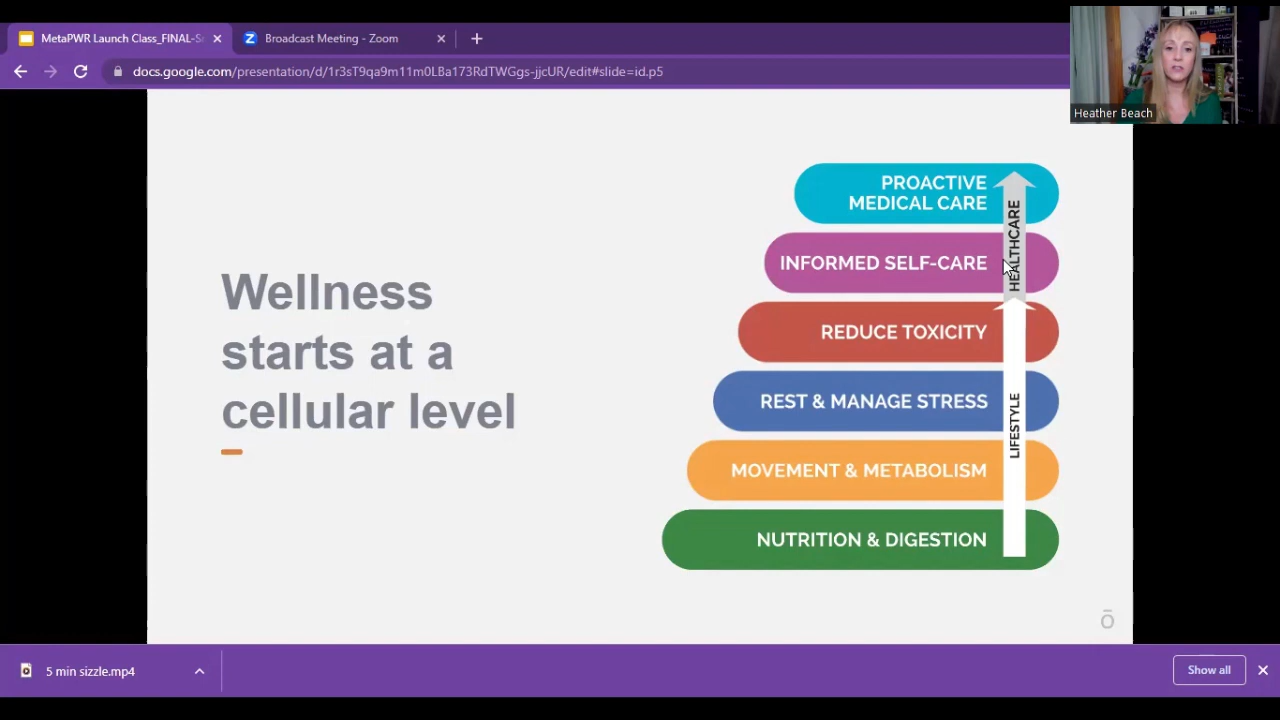 MetaPWR Launch Class_FINAL-S
Broadcast Meeting - Zoom
docs.google.com/presentation/d/1r3sT9qa9m11m0LBa173RdTWGgs-jjcUR/edit#slide=id.p5
Heather Beach
Wellness
starts at a
cellular level
PROACTIVE
MEDICAL CARE
INFORMED SELF-CARE
REDUCE TOXICITY
REST & MANAGE STRESS
MOVEMENT & METABOLISM
NUTRITION & DIGESTION
HEALTHCARE
LIFESTYLE
ō
5 min sizzle.mp4
Show all